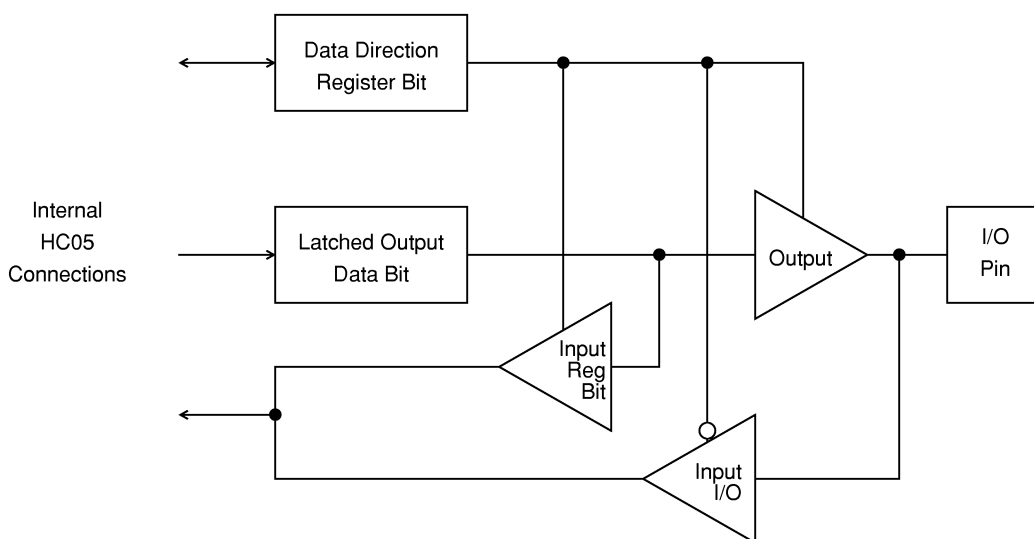 Data Direction
Register Bit
Internal
HC05
Connections
Latched Output
Data Bit
Output
I/O
Pin
Input
Reg
Bit
Input
I/O